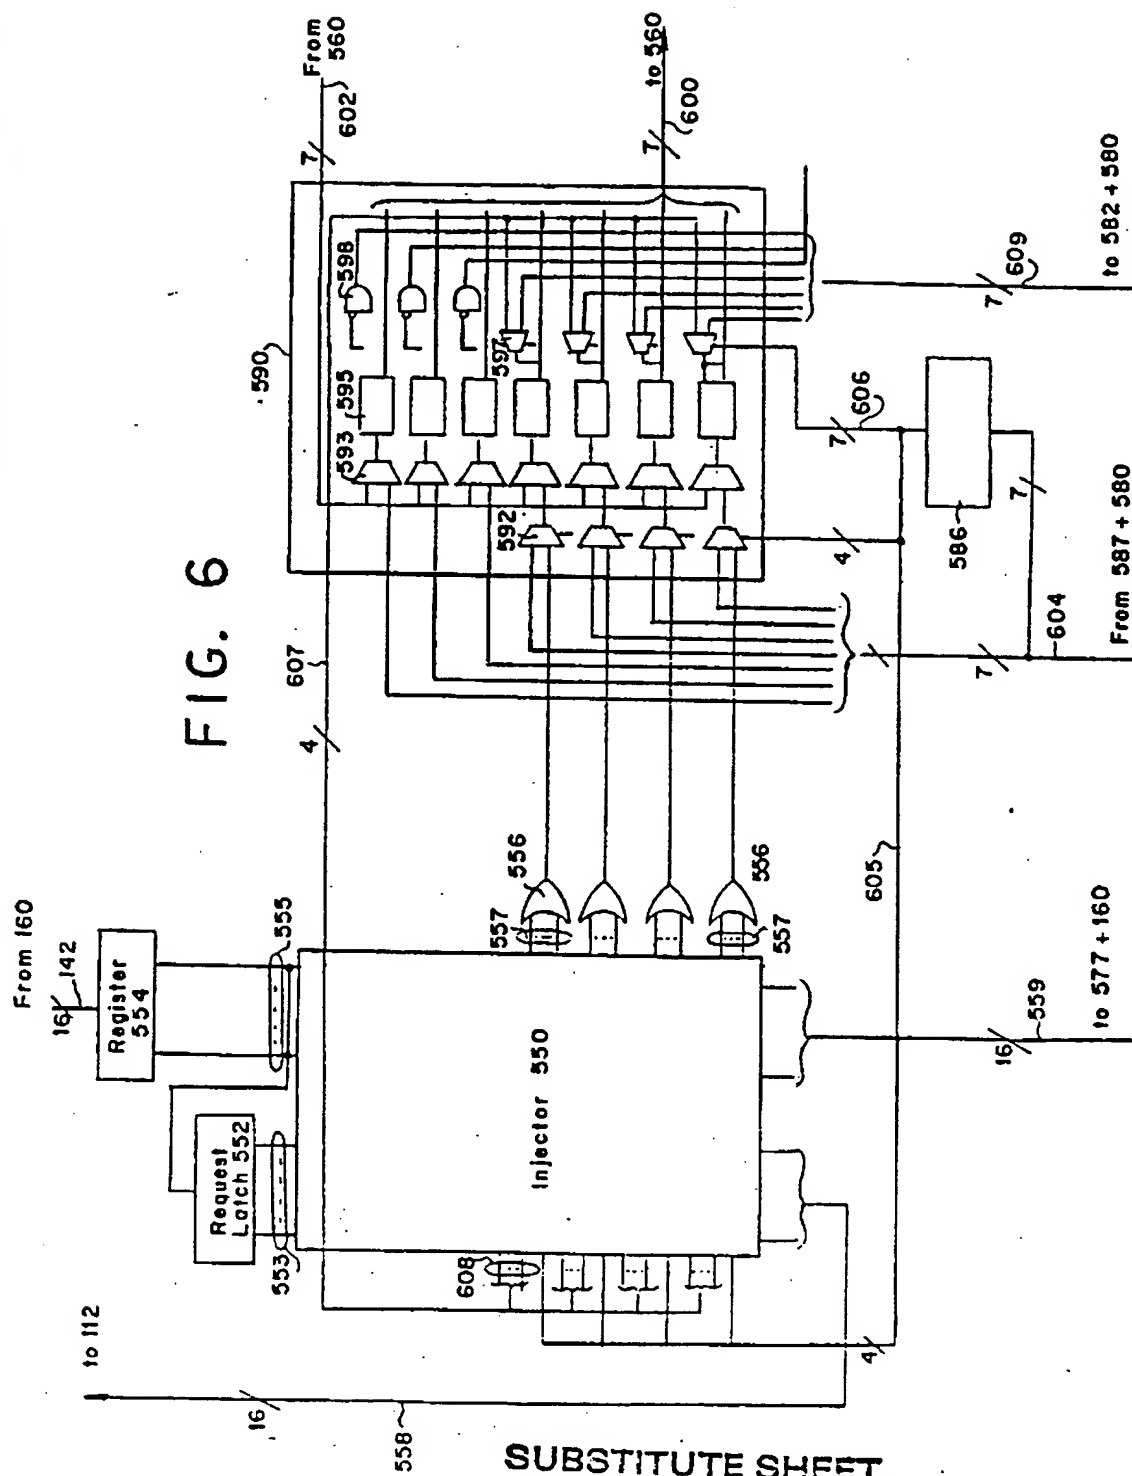 FIG. 6
From 160
142
16
Register
554
555
Request
Latch 552
553
to 112
16
558
608
Injector 550
557
556
557
556
607
4
590
592
593
595
597
598
7
602
From
560
to 560
7
600
4
605
4
606
7
586
7
7
604
From 587 + 580
7
609
to 582 + 580
16
559
to 577 + 160
SUBSTITUTE SHEET